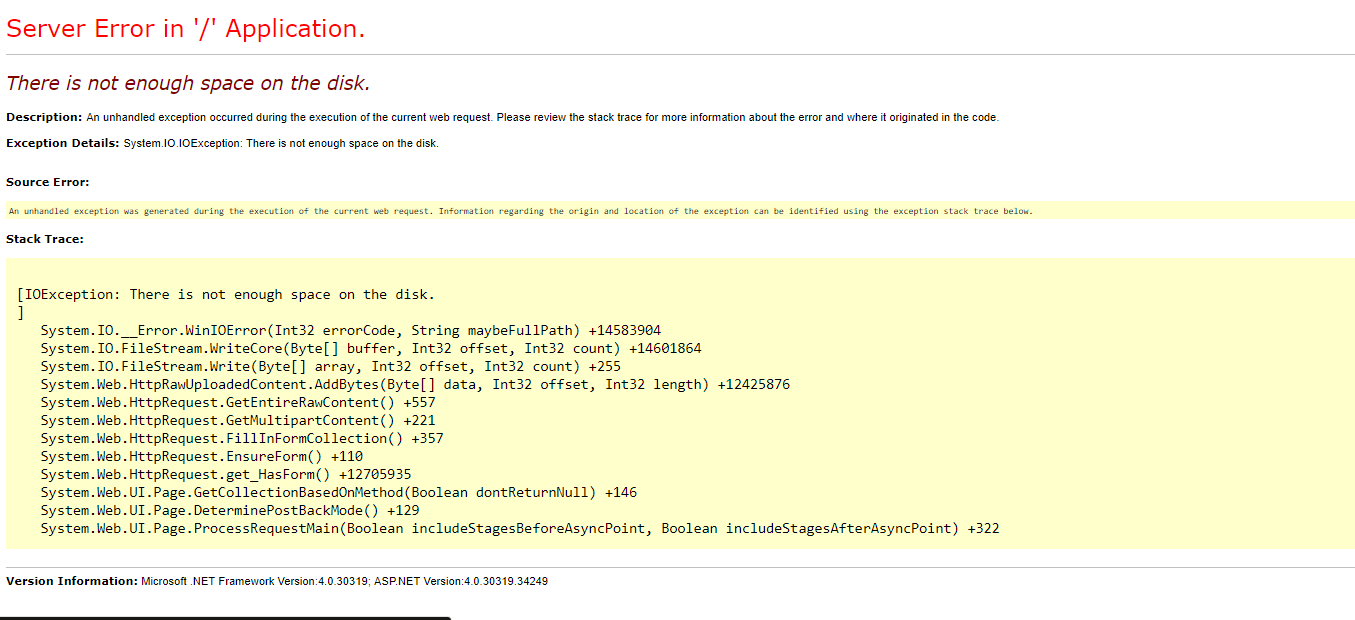 Server Error in '/' Application.
There is not enough space on the disk.
Description: An unhandled exception occurred during the execution of the current web request. Please review the stack trace for more information about the error and where it originated in the code.
Exception Details: System.IO.IOException: There is not enough space on the disk.
Source Error:
An unhandled exception was generated during the execution of the current web request. Information regarding the origin and location of the exception can be identified using the exception stack trace below.
Stack Trace:
[IOException: There is not enough space on the disk.
]
System.IO.__Error.WinIOError(Int32 errorCode, String maybeFullPath) +14583904
System.IO.FileStream.WriteCore(Byte[] buffer, Int32 offset, Int32 count) +14601864
System.IO.FileStream.Write(Byte[] array, Int32 offset, Int32 count) +255
System.Web.HttpRawUploadedContent.AddBytes(Byte[] data, Int32 offset, Int32 length) +12425876
System.Web.HttpRequest.GetEntireRawContent() +557
System.Web.HttpRequest.GetMultipartContent() +221
System.Web.HttpRequest.FillInFormCollection() +357
System.Web.HttpRequest.EnsureForm() +110
System.Web.HttpRequest.get_HasForm() +12705935
System.Web.UI.Page.GetCollectionBasedOnMethod(Boolean dontReturnNull) +146
System.Web.UI.Page.DeterminePostBackMode() +129
System.Web.UI.Page.ProcessRequestMain(Boolean includeStagesBeforeAsyncPoint, Boolean includeStagesAfterAsyncPoint) +322
Version Information: Microsoft .NET Framework Version:4.0.30319; ASP.NET Version:4.0.30319.34249